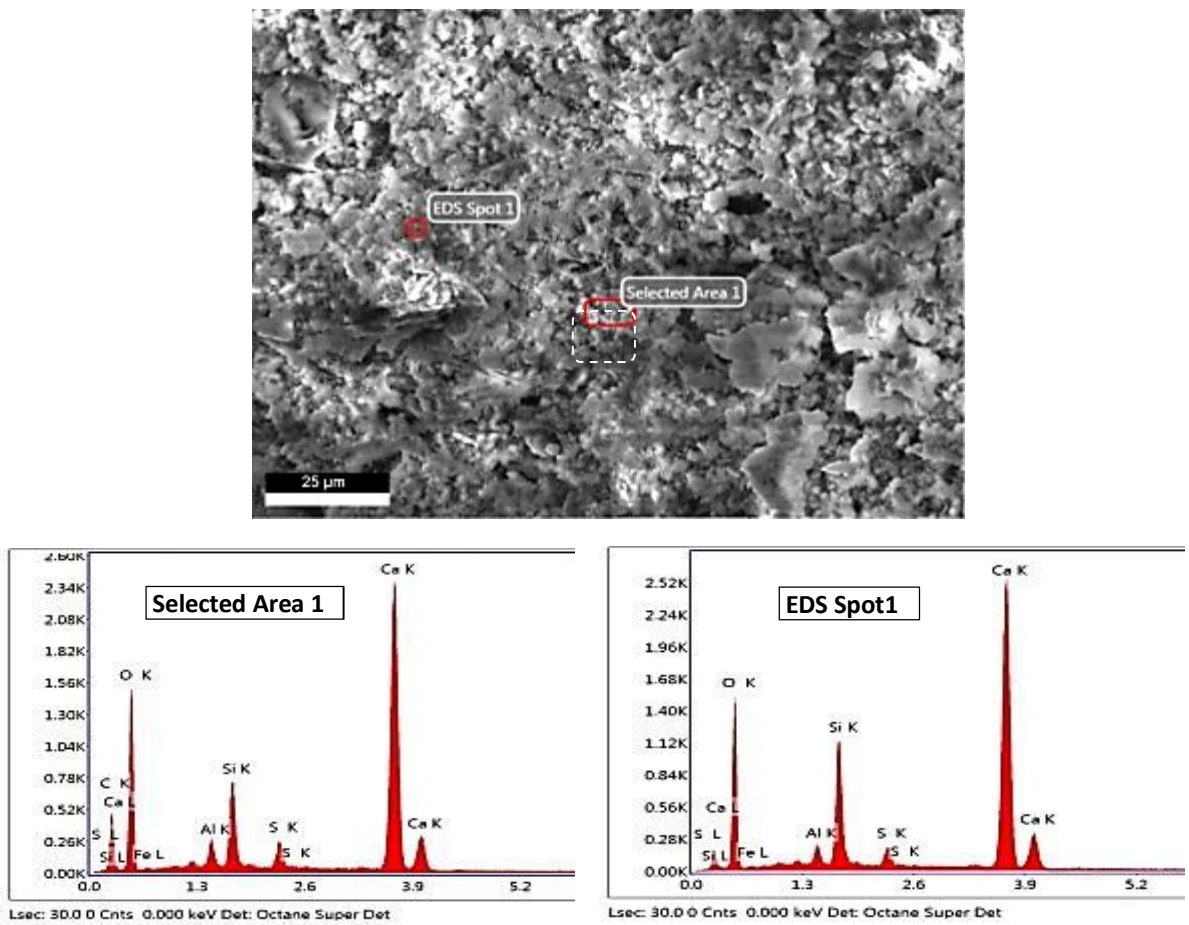 EDS Spot 1
Selected Area 1
25 µm
2.60K
2.34K
2.08K
1.82K
1.56K
1.30K
1.04K
0.78K
0.52K
0.26K
0.00K
Selected Area 1
Ca K
O K
C K
Ca L
S L
Si L
Fe L
Al K
Si K
S K
S K
Ca K
0.0 1.3 2.6 3.9 5.2
Lsec: 30.0 0 Cnts 0.000 keV Det: Octane Super Det
2.52K
2.24K
1.96K
1.68K
1.40K
1.12K
0.84K
0.56K
0.28K
0.00K
EDS Spot1
Ca K
O K
Si K
Ca L
S L
Si L
Fe L
Al K
S K
S K
Ca K
0.0 1.3 2.6 3.9 5.2
Lsec: 30.0 0 Cnts 0.000 keV Det: Octane Super Det